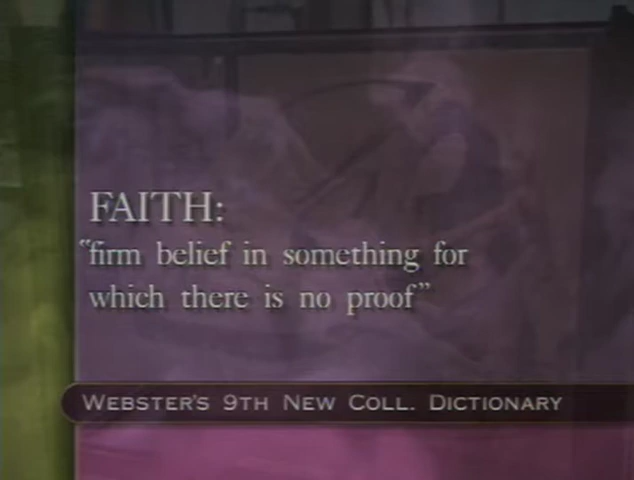 FAITH:
“firm belief in something for
which there is no proof”
WEBSTER'S 9TH NEW COLL. DICTIONARY